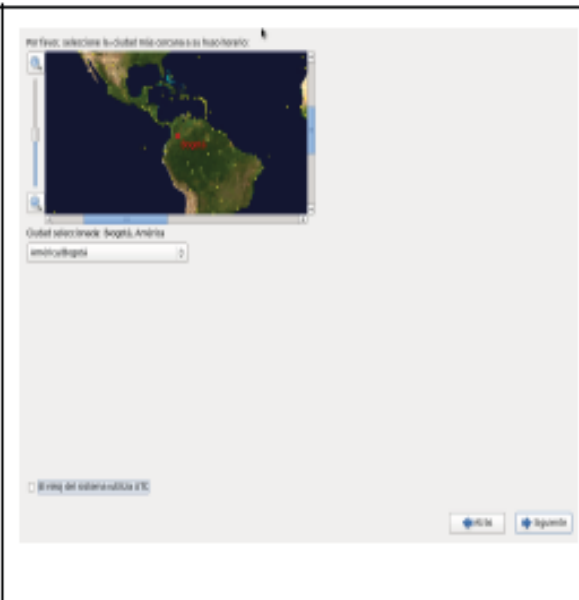 Por favor, seleccione la ciudad más cercana a su huso horario:
Bogotá
Ciudad seleccionada: Bogotá, América
América/Bogotá
El reloj del sistema utiliza UTC
Atrás
Siguiente